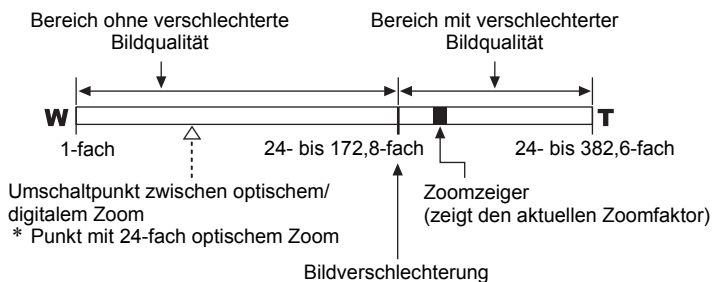 Bereich ohne verschlechterte
Bildqualität
Bereich mit verschlechterter
Bildqualität
W
T
1-fach
24- bis 172,8-fach
24- bis 382,6-fach
Umschaltpunkt zwischen optischem/
digitalem Zoom
* Punkt mit 24-fach optischem Zoom
Zoomzeiger
(zeigt den aktuellen Zoomfaktor)
Bildverschlechterung